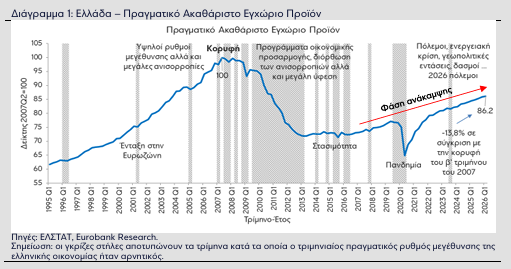 Διάγραμμα 1: Ελλάδα – Πραγματικό Ακαθάριστο Εγχώριο Προϊόν
Πραγματικό Ακαθάριστο Εγχώριο Προϊόν
Δείκτης 2007Q2=100
105
100
95
90
85
80
75
70
65
60
55
Υψηλοί ρυθμοί
μεγέθυνσης αλλά και
μεγάλες ανισορροπίες
Κορυφή
100
Προγράμματα οικονομικής
προσαρμογής, διόρθωση
των ανισορροπιών αλλά
και μεγάλη ύφεση
Πόλεμοι, ενεργειακή
κρίση, γεωπολιτικές
εντάσεις, δασμοί ...
2026 πόλεμοι
Φάση ανάκαμψης
86.2
Ένταξη στην
Ευρωζώνη
Στασιμότητα
Πανδημία
-13,8% σε
σύγκριση με
την κορυφή
του β' τριμήνου
του 2007
1995 Q1
1996 Q1
1997 Q1
1998 Q1
1999 Q1
2000 Q1
2001 Q1
2002 Q1
2003 Q1
2004 Q1
2005 Q1
2006 Q1
2007 Q1
2008 Q1
2009 Q1
2010 Q1
2011 Q1
2012 Q1
2013 Q1
2014 Q1
2015 Q1
2016 Q1
2017 Q1
2018 Q1
2019 Q1
2020 Q1
2021 Q1
2022 Q1
2023 Q1
2024 Q1
2025 Q1
2026 Q1
Τρίμηνο-Έτος
Πηγές: ΕΛΣΤΑΤ, Eurobank Research.
Σημείωση: οι γκρίζες στήλες αποτυπώνουν τα τρίμηνα κατά τα οποία ο τριμηνιαίος πραγματικός ρυθμός μεγέθυνσης της
ελληνικής οικονομίας ήταν αρνητικός.